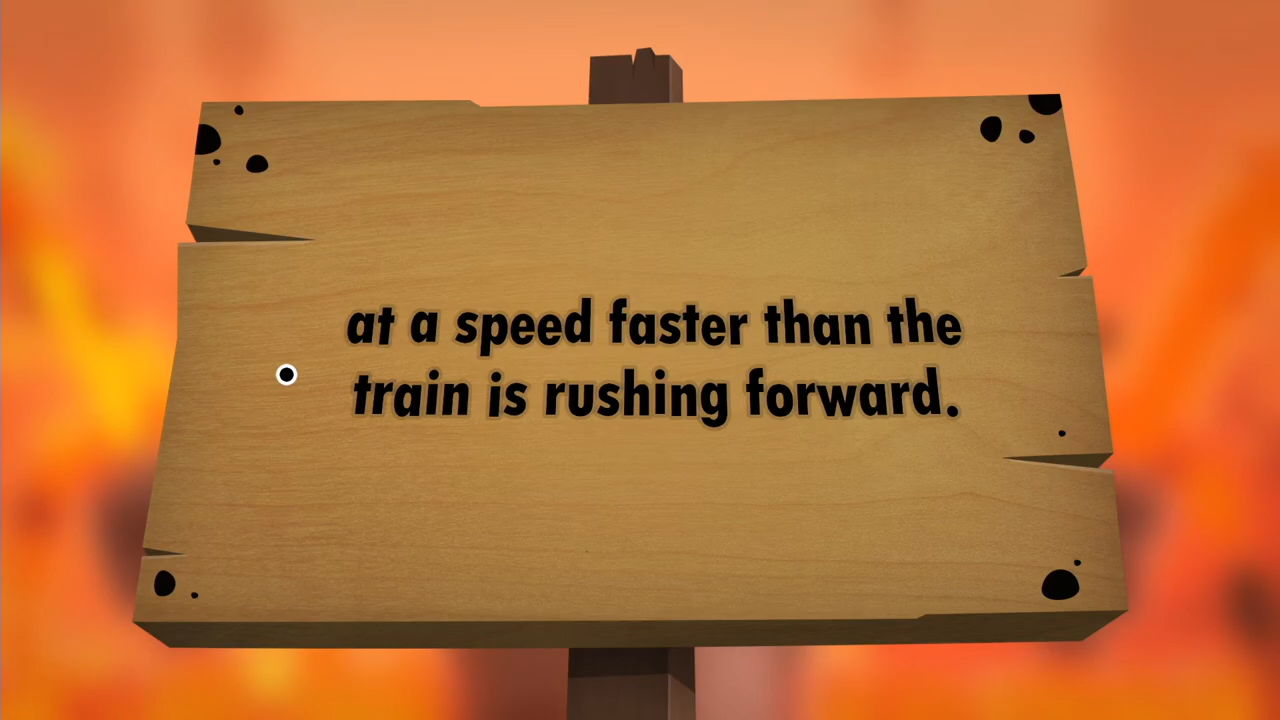 at a speed faster than the
train is rushing forward.